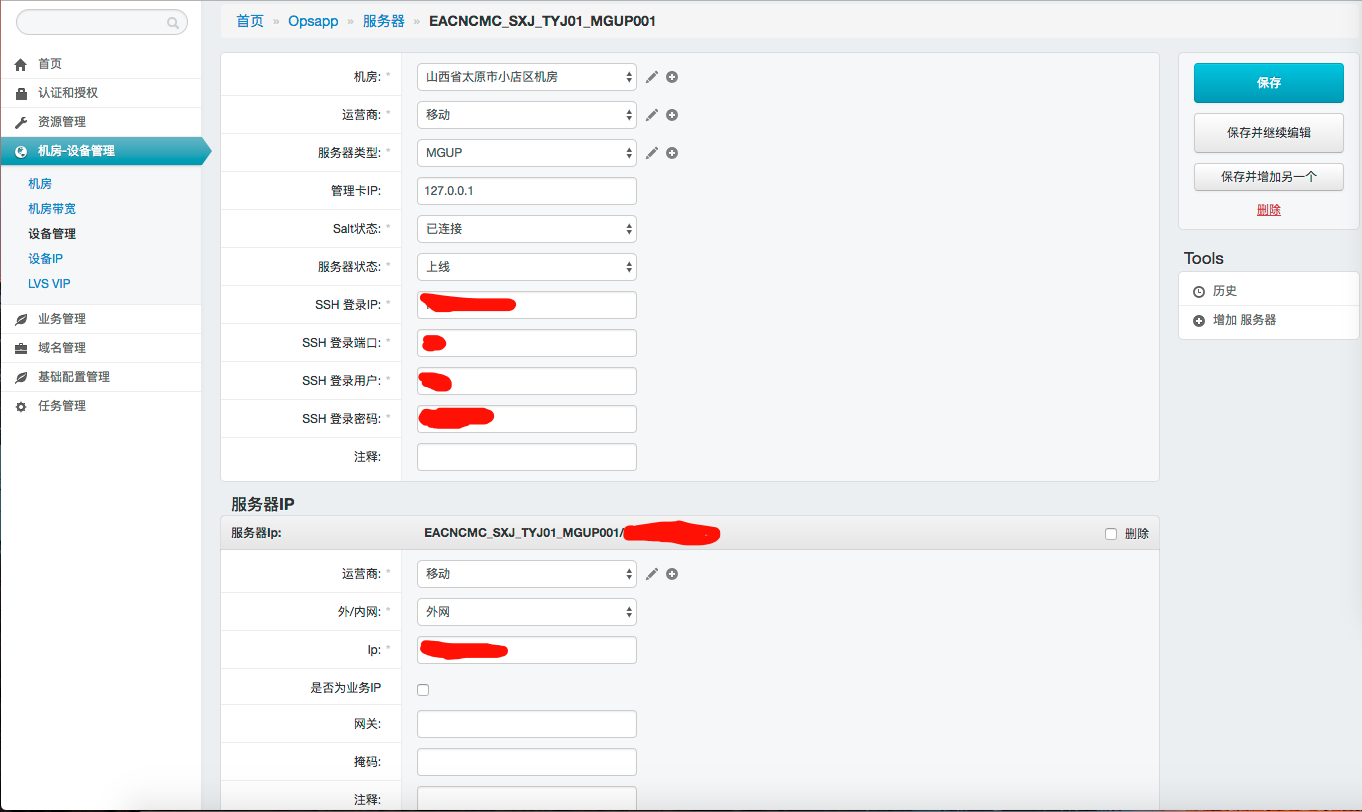 首页 » Opsapp » 服务器 » EACNCMC_SXJ_TYJ01_MGUP001
首页
认证和授权
资源管理
机房-设备管理
机房
机房带宽
设备管理
设备IP
LVS VIP
业务管理
域名管理
基础配置管理
任务管理
机房: * 山西省太原市小店区机房
运营商: * 移动
服务器类型: * MGUP
管理卡IP: 127.0.0.1
Salt状态: * 已连接
服务器状态: * 上线
SSH 登录IP: *
SSH 登录端口: *
SSH 登录用户: *
SSH 登录密码: *
注释:
服务器IP
服务器Ip: EACNCMC_SXJ_TYJ01_MGUP001/ 删除
运营商: * 移动
外/内网: * 外网
Ip: *
是否为业务IP
网关:
掩码:
注释:
保存
保存并继续编辑
保存并增加另一个
删除
Tools
历史
增加 服务器